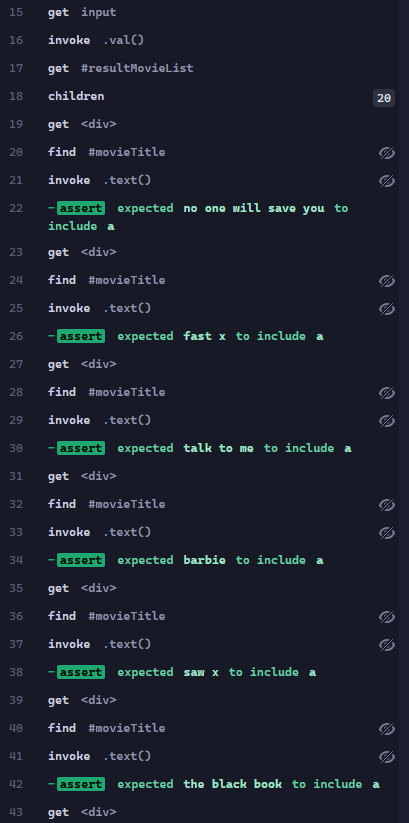 15 get input
16 invoke .val()
17 get #resultMovieList
18 children 20
19 get <div>
20 find #movieTitle
21 invoke .text()
22 -assert expected no one will save you to
include a
23 get <div>
24 find #movieTitle
25 invoke .text()
26 -assert expected fast x to include a
27 get <div>
28 find #movieTitle
29 invoke .text()
30 -assert expected talk to me to include a
31 get <div>
32 find #movieTitle
33 invoke .text()
34 -assert expected barbie to include a
35 get <div>
36 find #movieTitle
37 invoke .text()
38 -assert expected saw x to include a
39 get <div>
40 find #movieTitle
41 invoke .text()
42 -assert expected the black book to include a
43 get <div>